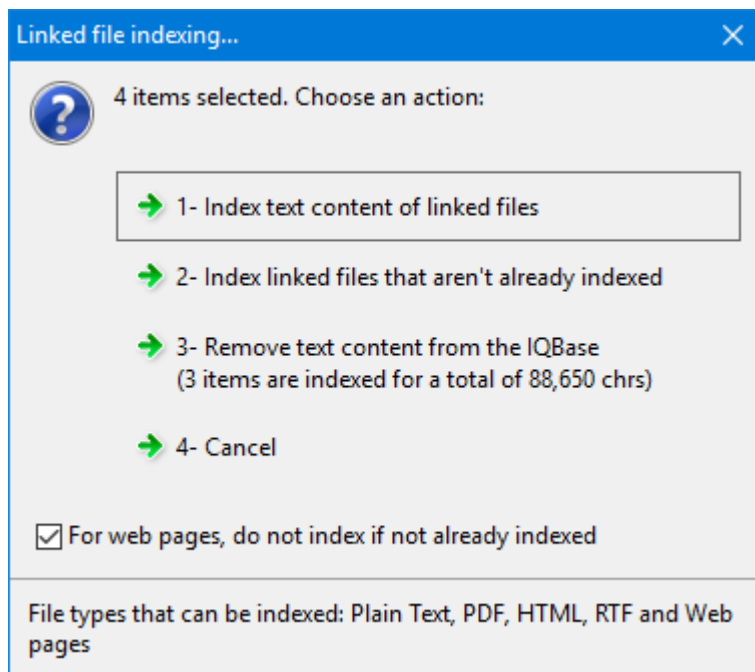 Linked file indexing...
4 items selected. Choose an action:
1- Index text content of linked files
2- Index linked files that aren't already indexed
3- Remove text content from the IQBase
(3 items are indexed for a total of 88,650 chrs)
4- Cancel
For web pages, do not index if not already indexed
File types that can be indexed: Plain Text, PDF, HTML, RTF and Web
pages